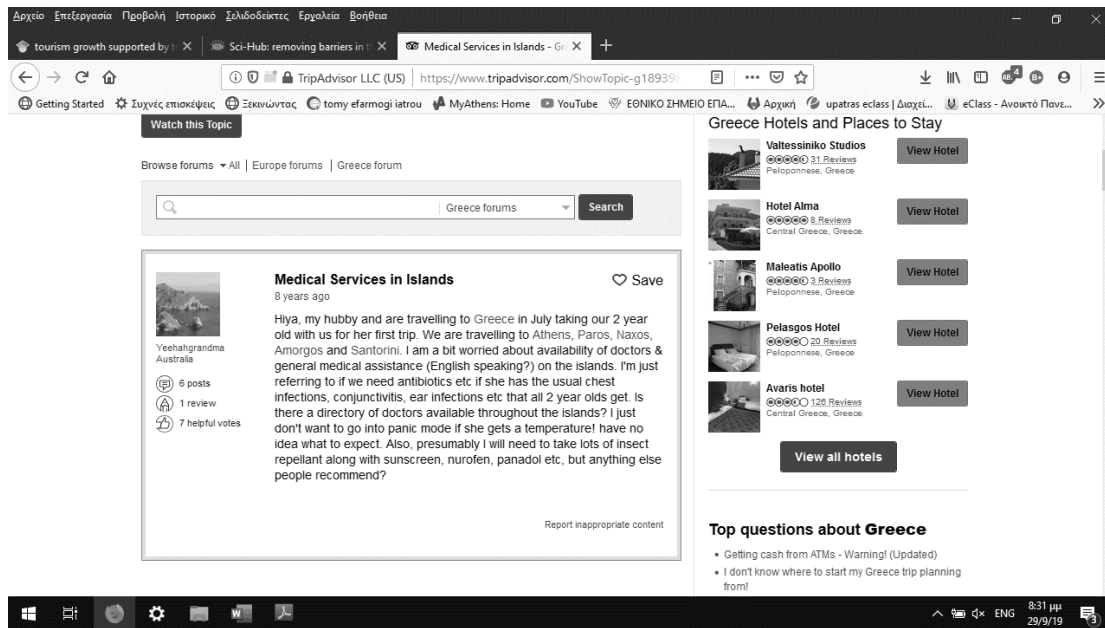 Αρχείο Επεξεργασία Προβολή Ιστορικό Σελιδοδείκτες Εργαλεία Βοήθεια
tourism growth supported by t
Sci-Hub: removing barriers in t
Medical Services in Islands - Gr
TripAdvisor LLC (US)
https://www.tripadvisor.com/ShowTopic-g18939
Getting Started Συχνές επισκέψεις Ξεκινώντας tomy efarmogi iatrou MyAthens: Home YouTube ΕΘΝΙΚΟ ΣΗΜΕΙΟ ΕΠΑ... Αρχική upatras eclass | Διαχεί... eClass - Ανοικτό Πανε...
Watch this Topic
Browse forums All | Europe forums | Greece forum
Greece forums
Search
Medical Services in Islands
Save
8 years ago
Yeehahgrandma
Australia
6 posts
1 review
7 helpful votes
Hiya, my hubby and are travelling to Greece in July taking our 2 year
old with us for her first trip. We are travelling to Athens, Paros, Naxos,
Amorgos and Santorini. I am a bit worried about availability of doctors &
general medical assistance (English speaking?) on the islands. I'm just
referring to if we need antibiotics etc if she has the usual chest
infections, conjunctivitis, ear infections etc that all 2 year olds get. Is
there a directory of doctors available throughout the islands? I just
don't want to go into panic mode if she gets a temperature! have no
idea what to expect. Also, presumably I will need to take lots of insect
repellant along with sunscreen, nurofen, panadol etc, but anything else
people recommend?
Report inappropriate content
Greece Hotels and Places to Stay
Valtessiniko Studios
31 Reviews
Peloponnese, Greece
View Hotel
Hotel Alma
8 Reviews
Central Greece, Greece
View Hotel
Maleatis Apollo
3 Reviews
Peloponnese, Greece
View Hotel
Pelasgos Hotel
20 Reviews
Peloponnese, Greece
View Hotel
Avaris hotel
126 Reviews
Central Greece, Greece
View Hotel
View all hotels
Top questions about Greece
Getting cash from ATMs - Warning! (Updated)
I don't know where to start my Greece trip planning
from!
ENG
8:31 μμ
29/9/19
3